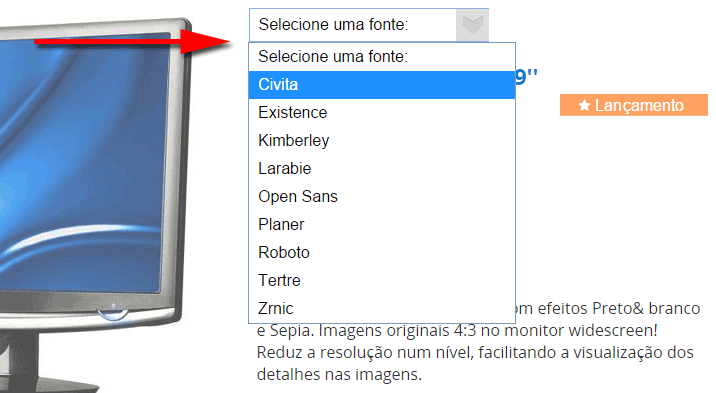 Selecione uma fonte:
Selecione uma fonte:
Civita
9''
Lançamento
Existence
Kimberley
Larabie
Open Sans
Planer
Roboto
Tertre
Zrnic
om efeitos Preto& branco
e Sepia. Imagens originais 4:3 no monitor widescreen!
Reduz a resolução num nível, facilitando a visualização dos
detalhes nas imagens.